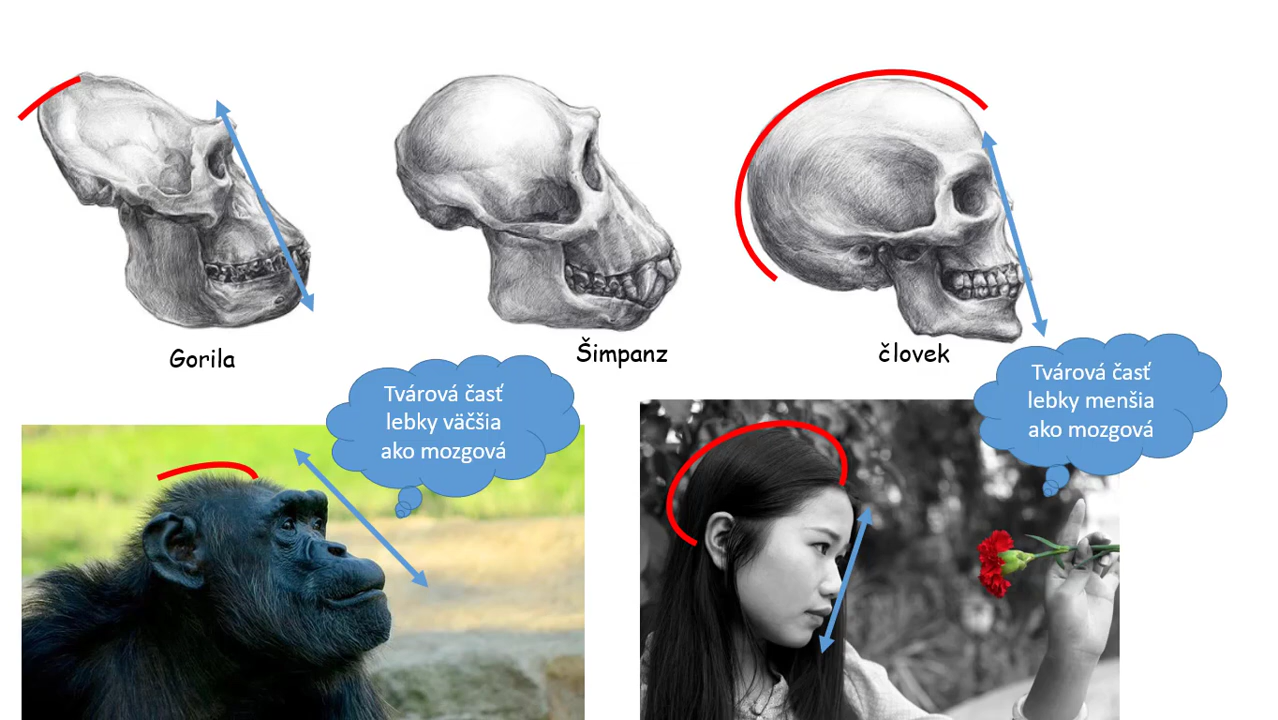 Gorila
Šimpanz
človek
Tvárová časť
lebky väčšia
ako mozgová
Tvárová časť
lebky menšia
ako mozgová